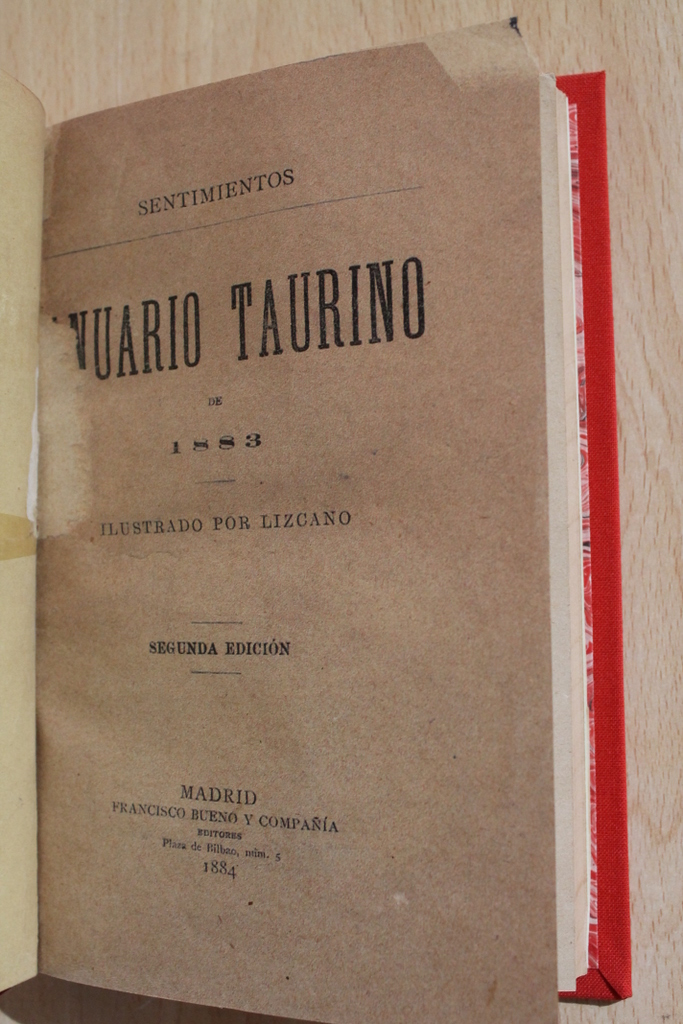 SENTIMIENTOS
ANUARIO TAURINO
DE
1883
ILUSTRADO POR LIZCANO
SEGUNDA EDICIÓN
MADRID
FRANCISCO BUENO Y COMPAÑÍA
EDITORES
Plaza de Bilbao, núm. 5
1884